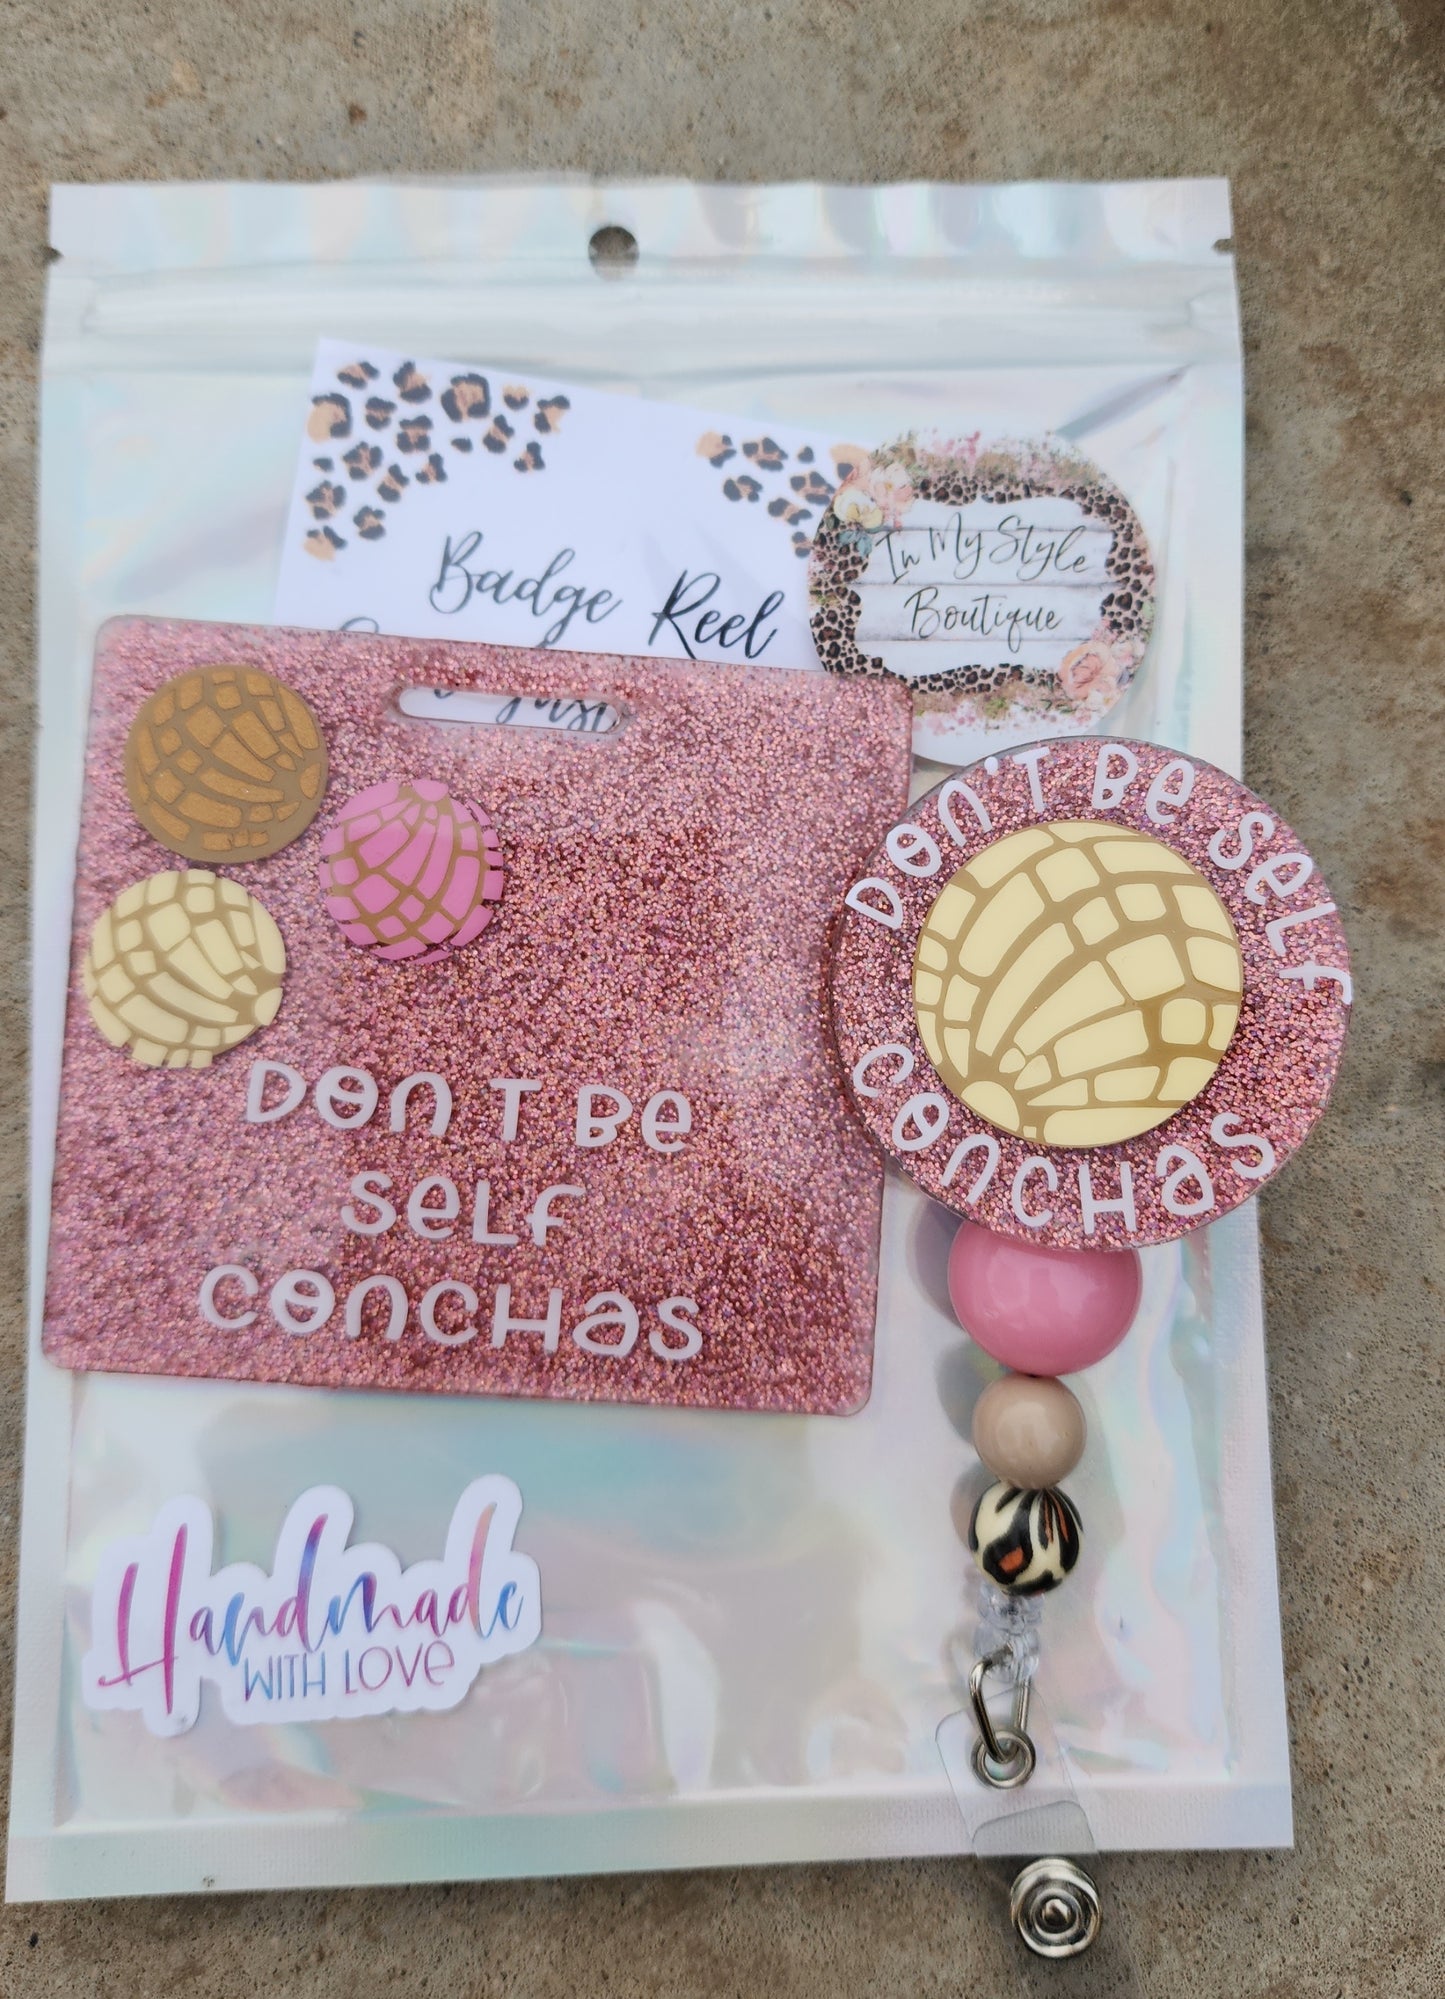 Badge Reel
In My Style
Boutique
DON'T BE
SELF
CONCHAS
DON'T BE SELF
CONCHAS
Handmade
WITH LOVE